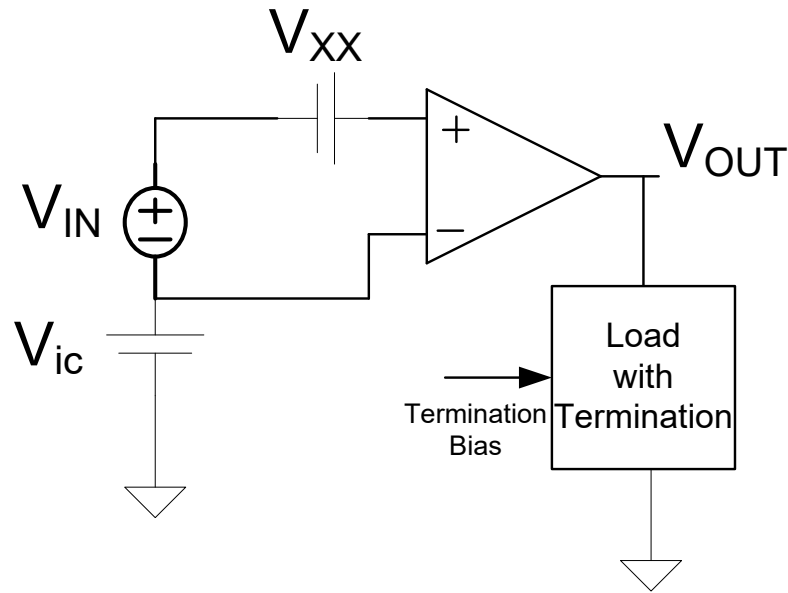 VXX
+
VOUT
VIN
+
−
−
Vic
Load
with
Termination
Termination
Bias